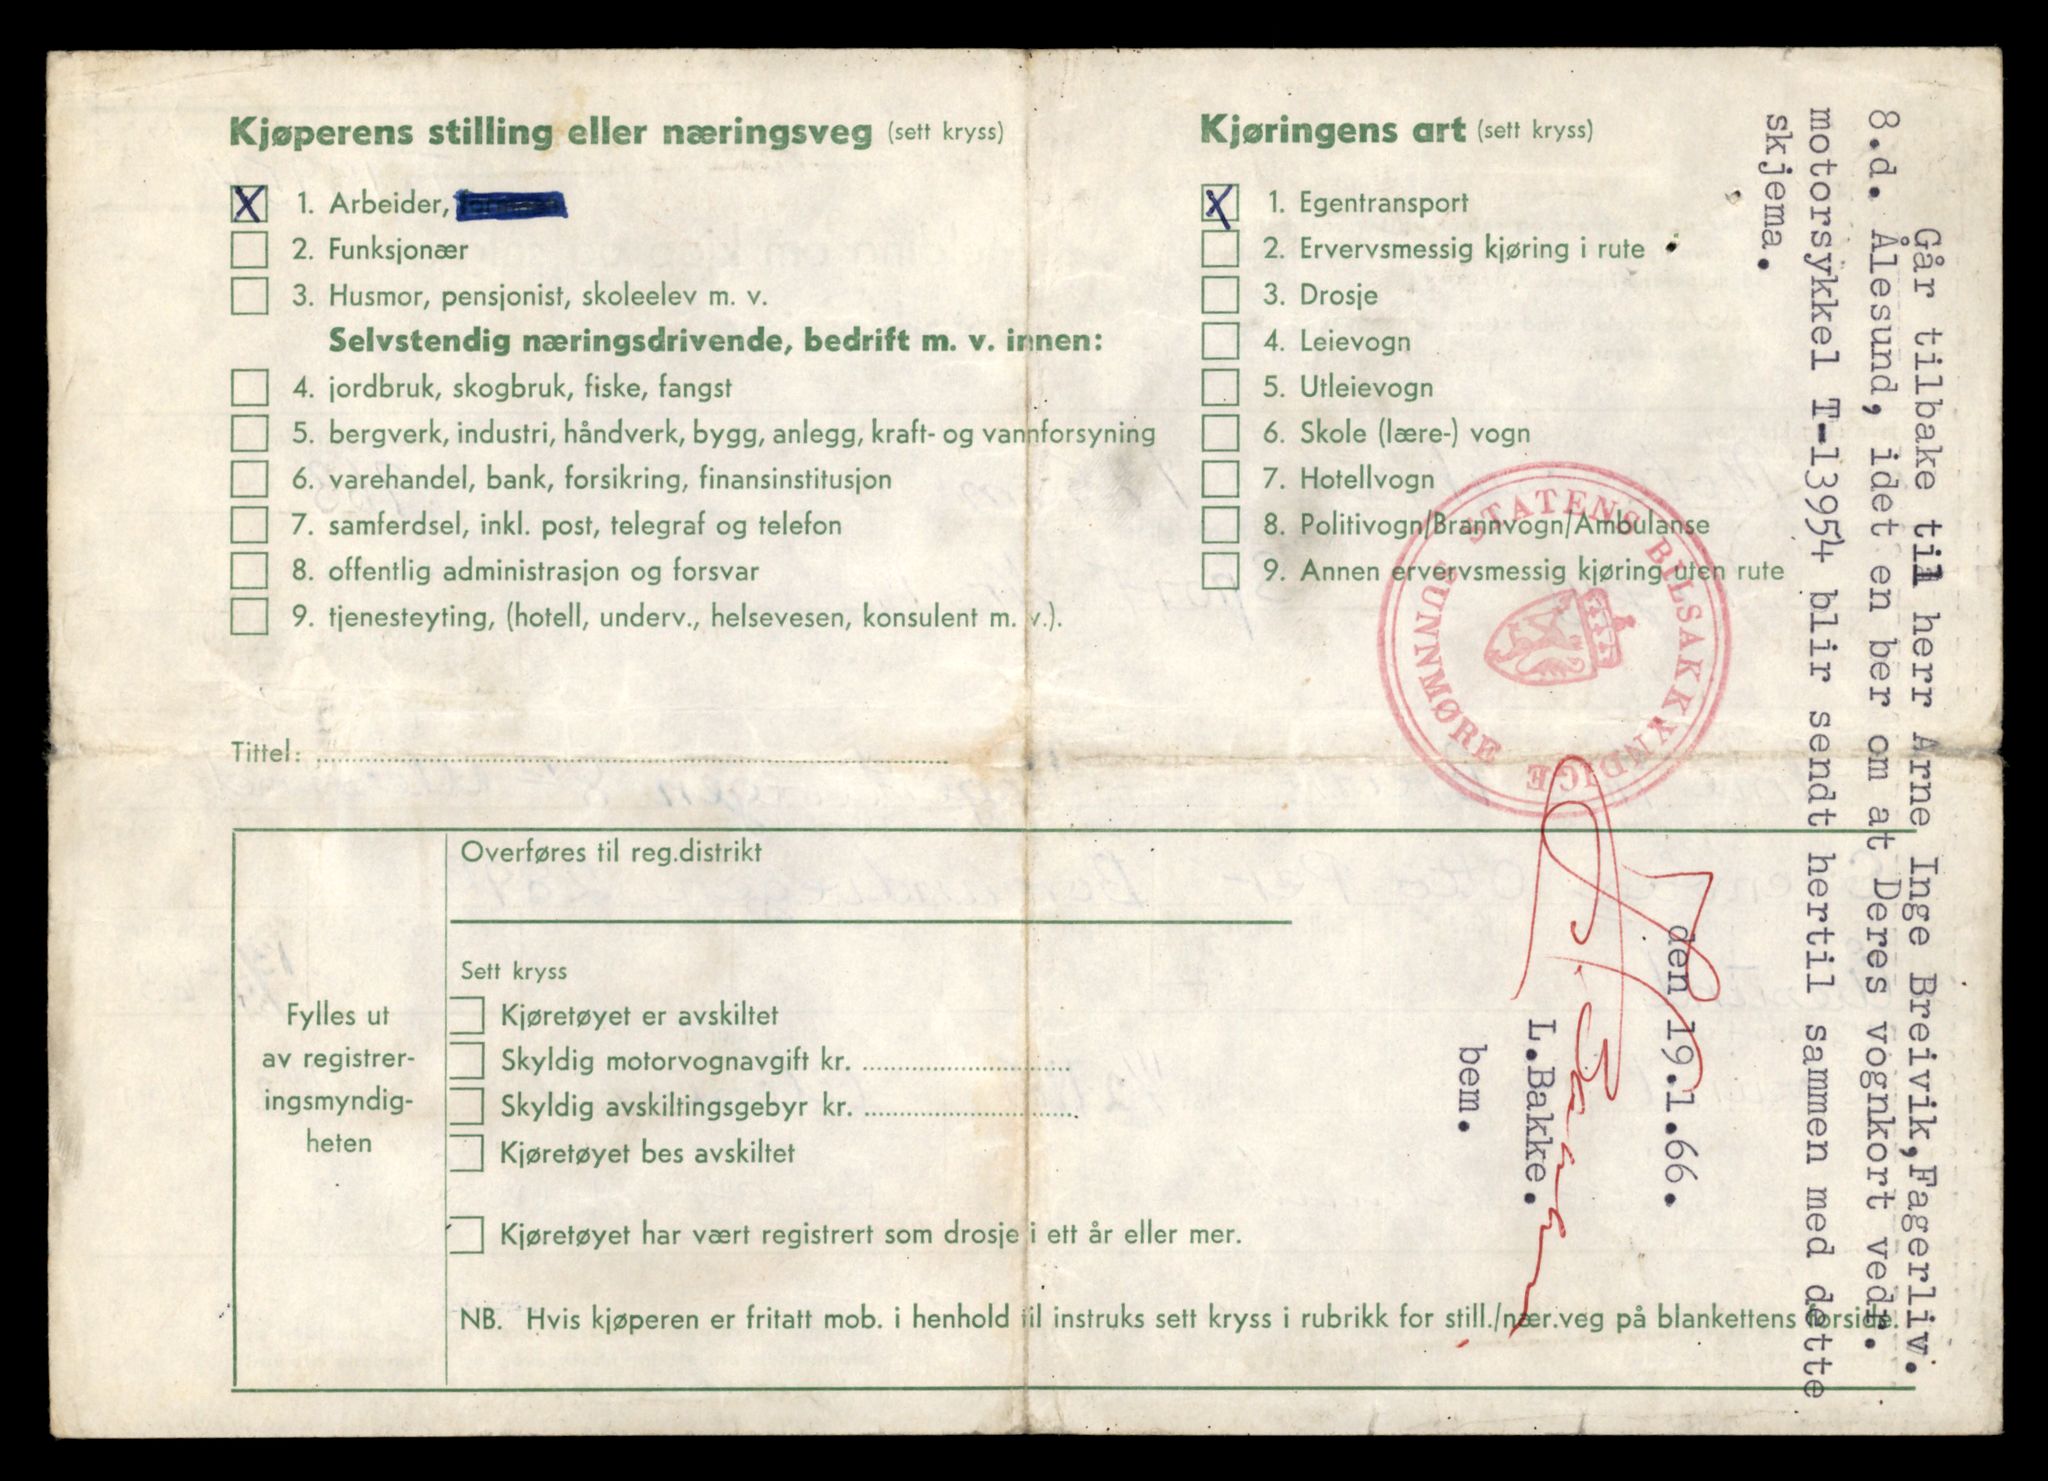 Kjøperens stilling eller næringsveg (sett kryss)
X 1. Arbeider,
2. Funksjonær
3. Husmor, pensjonist, skoleelev m. v.
Selvstendig næringsdrivende, bedrift m. v. innen:
4. jordbruk, skogbruk, fiske, fangst
5. bergverk, industri, håndverk, bygg, anlegg, kraft- og vannforsyning
6. varehandel, bank, forsikring, finansinstitusjon
7. samferdsel, inkl. post, telegraf og telefon
8. offentlig administrasjon og forsvar
9. tjenesteyting, (hotell, underv., helsevesen, konsulent m. v.).
Tittel:
Kjøringens art (sett kryss)
X 1. Egentransport
2. Ervervsmessig kjøring i rute
3. Drosje
4. Leievogn
5. Utleievogn
6. Skole (lære-) vogn
7. Hotellvogn
8. Politivogn/Brannvogn/Ambulanse
9. Annen ervervsmessig kjøring uten rute
STATENS BILSAKKYNDIGE
SUNNMØRE
Fylles ut
av registrer-
ingsmyndig-
heten
Overføres til reg.distrikt
Sett kryss
Kjøretøyet er avskiltet
Skyldig motorvognavgift kr.
Skyldig avskiltingsgebyr kr.
Kjøretøyet bes avskiltet
Kjøretøyet har vært registrert som drosje i ett år eller mer.
NB. Hvis kjøperen er fritatt mob. i henhold til instruks sett kryss i rubrikk for still./nær.veg på blankettens forside.
Går tilbake til herr Arne Inge Breivik, Fagerliv.
8.d. Ålesund, idet en ber om at Deres vognkort vedr.
motorsykkel T-13954 blir sendt hertil sammen med dette
skjema.
den 19.1.66.
L.Bakke.
bem.